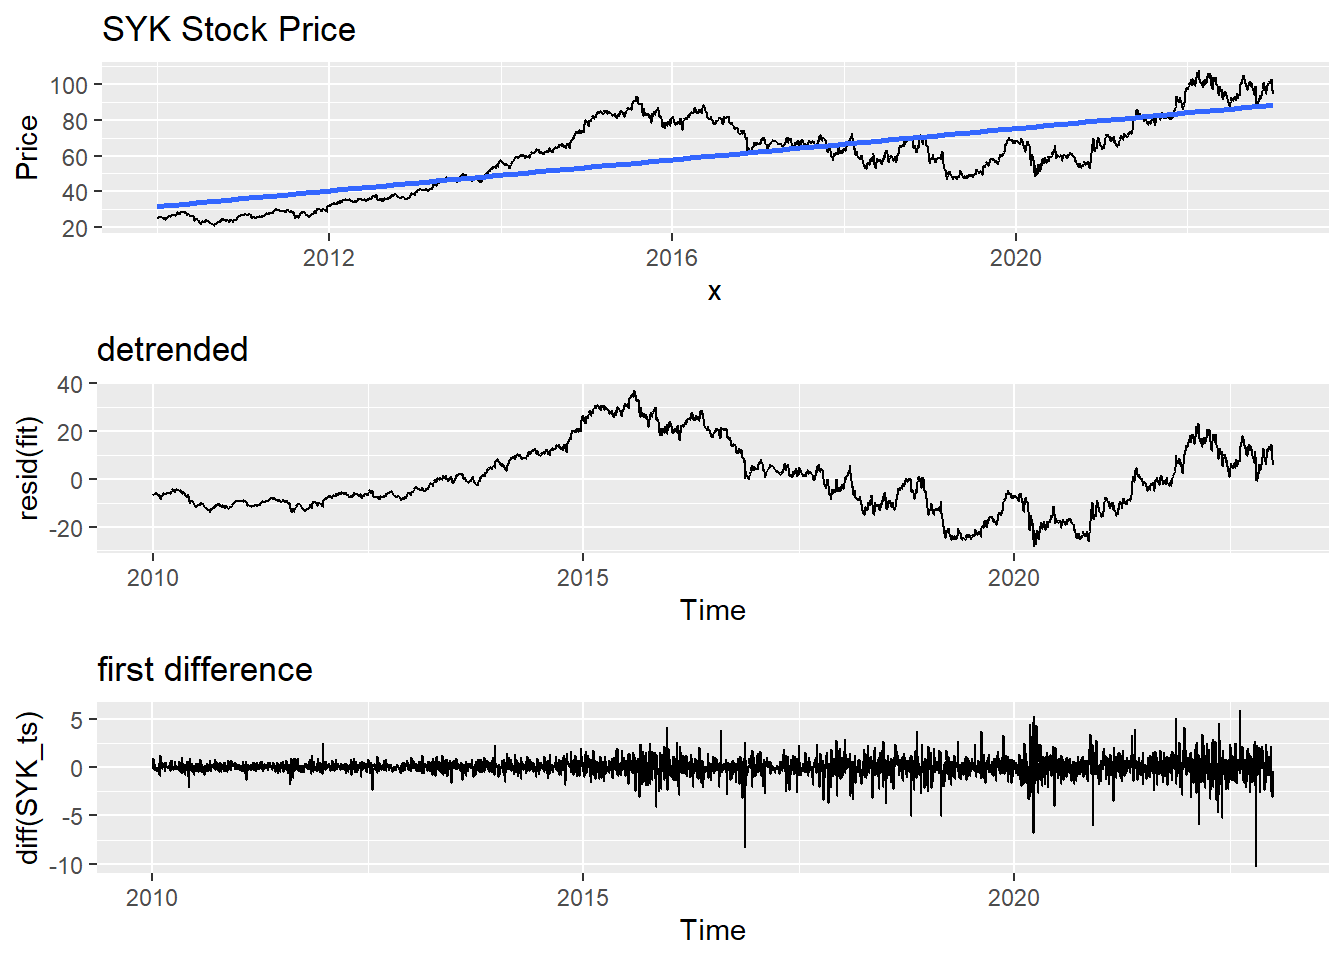 SYK Stock Price
Price
100
80
60
40
20
2012 2016 2020
x
detrended
resid(fit)
40
20
0
-20
2010 2015 2020
Time
first difference
diff(SYK_ts)
5
0
-5
-10
2010 2015 2020
Time